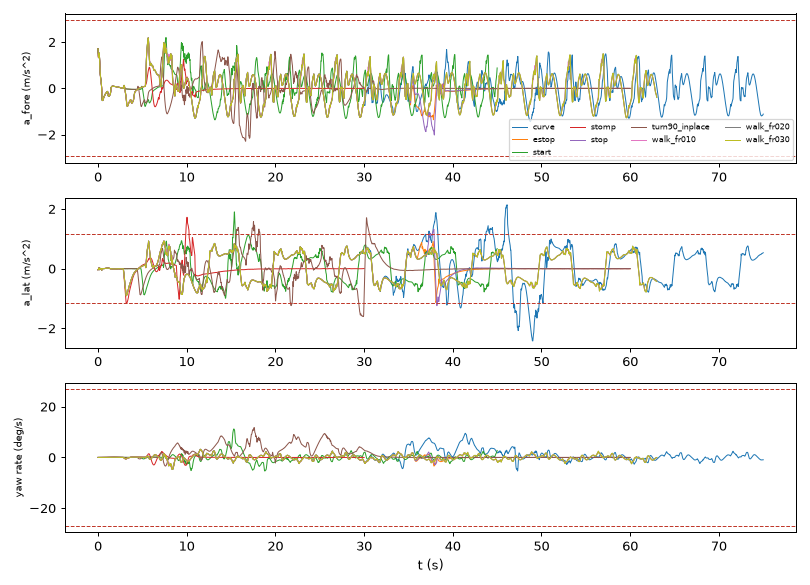 a_fore (m/s^2)
2
0
−2
curve
estop
start
stomp
stop
turn90_inplace
walk_fr010
walk_fr020
walk_fr030
0 10 20 30 40 50 60 70
a_lat (m/s^2)
2
0
−2
0 10 20 30 40 50 60 70
yaw rate (deg/s)
20
0
−20
0 10 20 30 40 50 60 70
t (s)